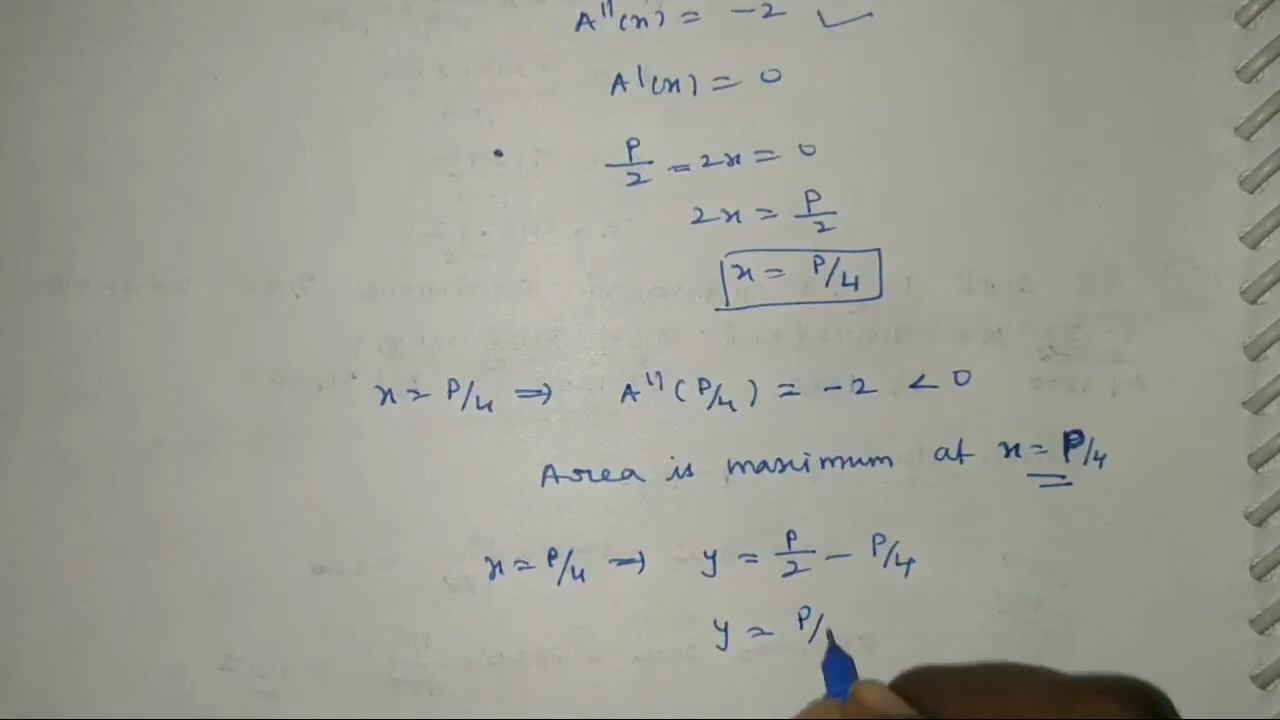 A''(x) = -2 ✓
A'(x) = 0
P/2 - 2x = 0
2x = P/2
x = P/4
x = P/4 ⇒ A''(P/4) = -2 < 0
Area is maximum at x = P/4
x = P/4 ⇒ y = P/2 - P/4
y = P/